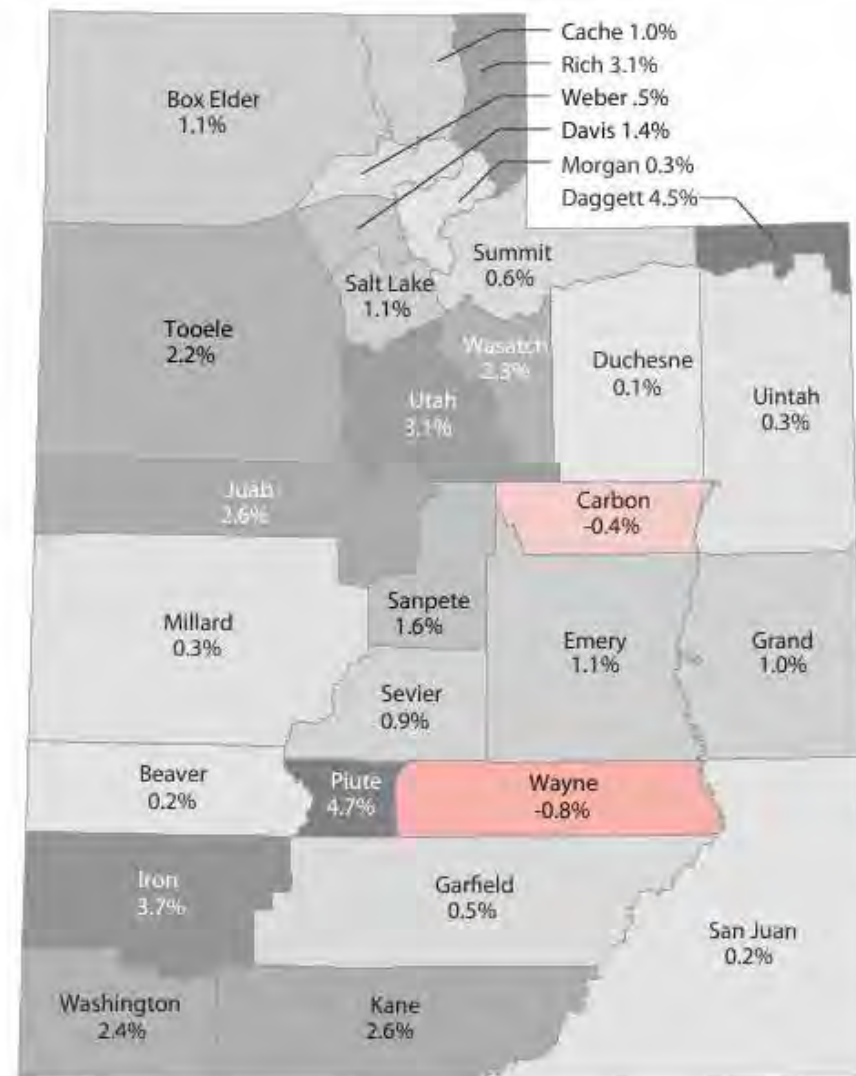 Cache 1.0%
Rich 3.1%
Weber .5%
Davis 1.4%
Morgan 0.3%
Daggett 4.5%
Box Elder
1.1%
Summit
0.6%
Salt Lake
1.1%
Tooele
2.2%
Wasatch
2.3%
Duchesne
0.1%
Uintah
0.3%
Utah
3.1%
Juab
2.6%
Carbon
-0.4%
Millard
0.3%
Sanpete
1.6%
Emery
1.1%
Grand
1.0%
Sevier
0.9%
Beaver
0.2%
Piute
4.7%
Wayne
-0.8%
Iron
3.7%
Garfield
0.5%
San Juan
0.2%
Washington
2.4%
Kane
2.6%